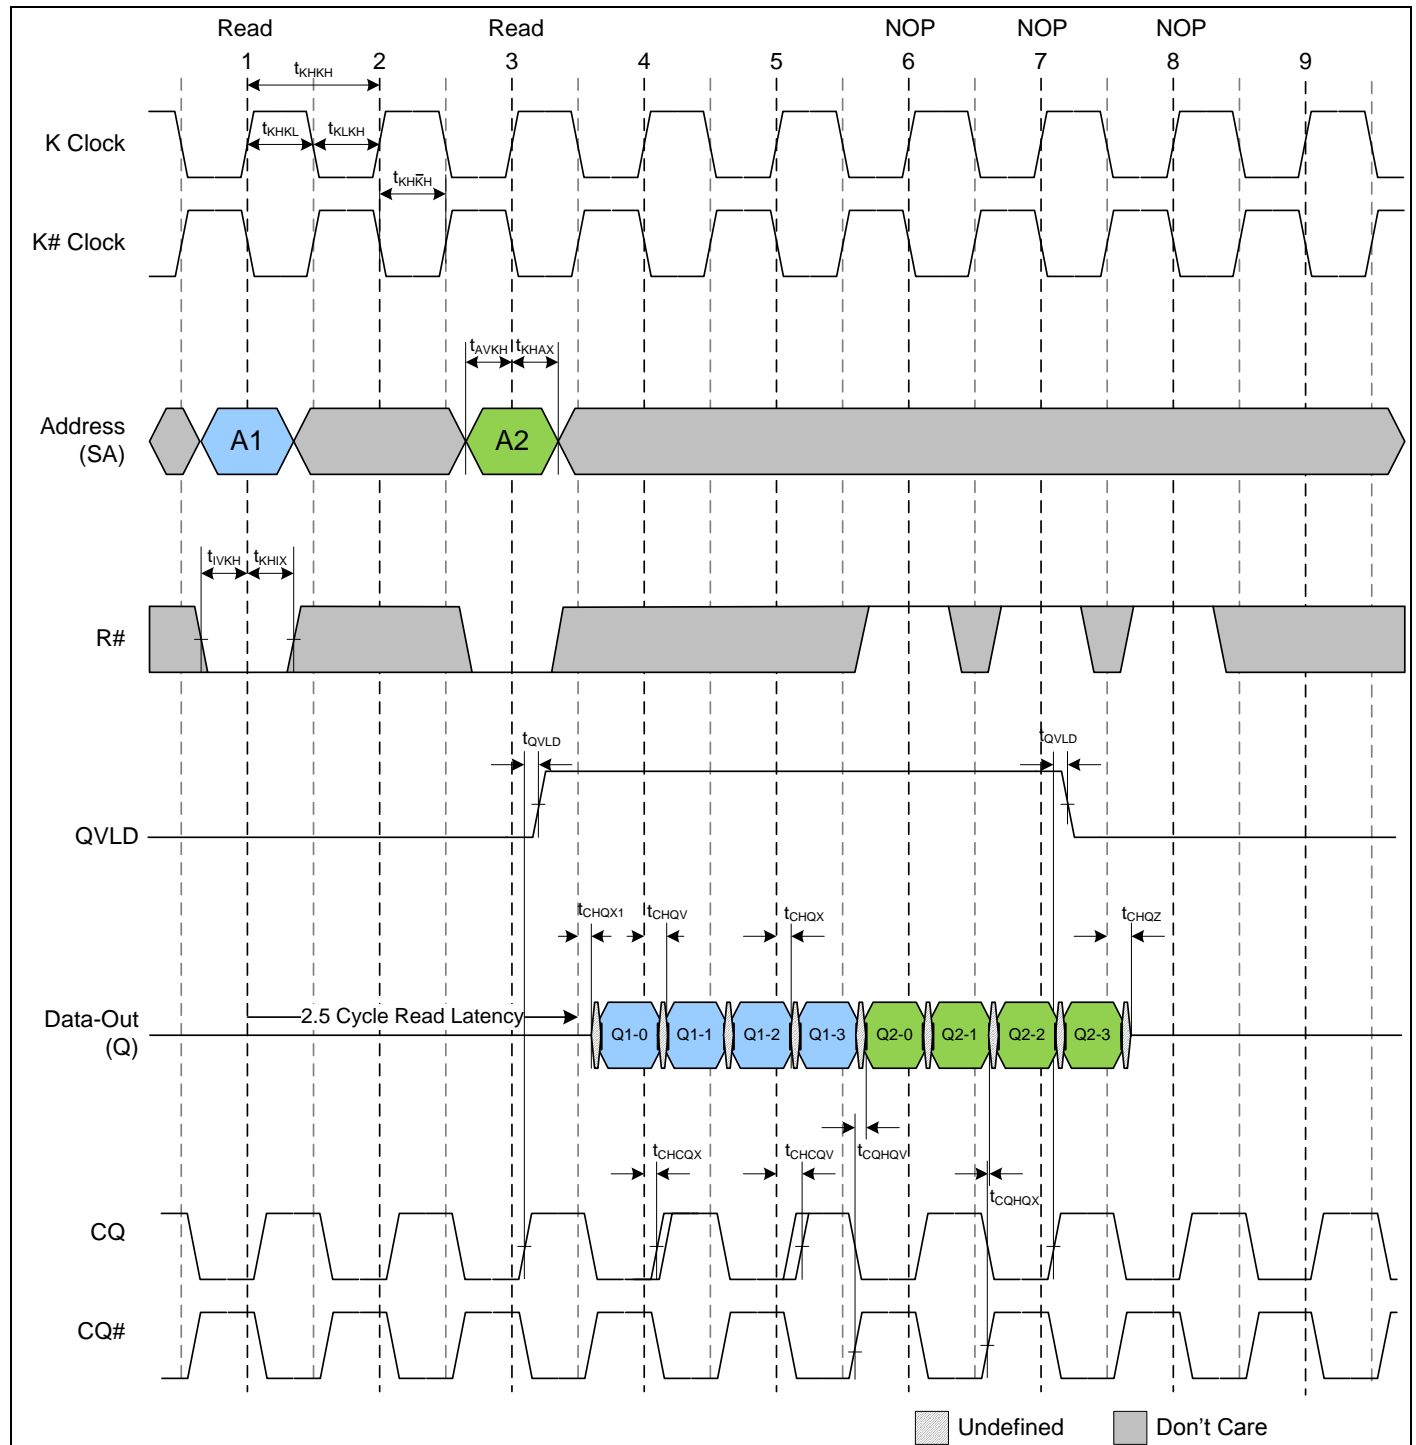 Read Read NOP NOP NOP
1 2 3 4 5 6 7 8 9
tKHKH
K Clock
tKHKL tKLKH
tKHK̅H
K# Clock
tAVKH tKHAX
Address
(SA)
A1 A2
tIVKH tKHIX
R#
tQVLD tQVLD
QVLD
tCHQX1 tCHQV tCHQX tCHQZ
Data-Out
(Q)
2.5 Cycle Read Latency
Q1-0 Q1-1 Q1-2 Q1-3 Q2-0 Q2-1 Q2-2 Q2-3
tCHCQX tCHCQV tCQHQV
tCQHQX
CQ
CQ#
Undefined Don't Care